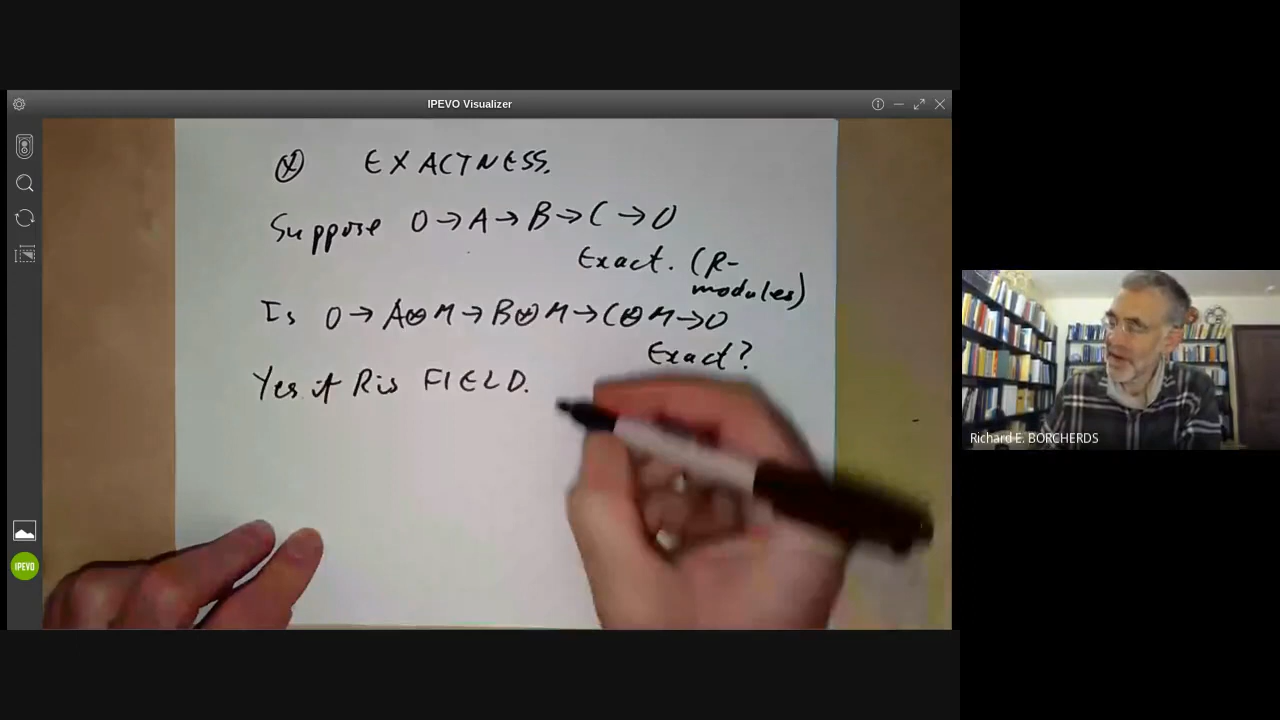 IPEVO Visualizer
⊗ EXACTNESS.
Suppose 0→A→B→C→0
Exact. (R-
modules)
Is 0→A⊗M→B⊗M→C⊗M→0
Exact?
Yes if R is FIELD.
Richard E. BORCHERDS
IPEVO